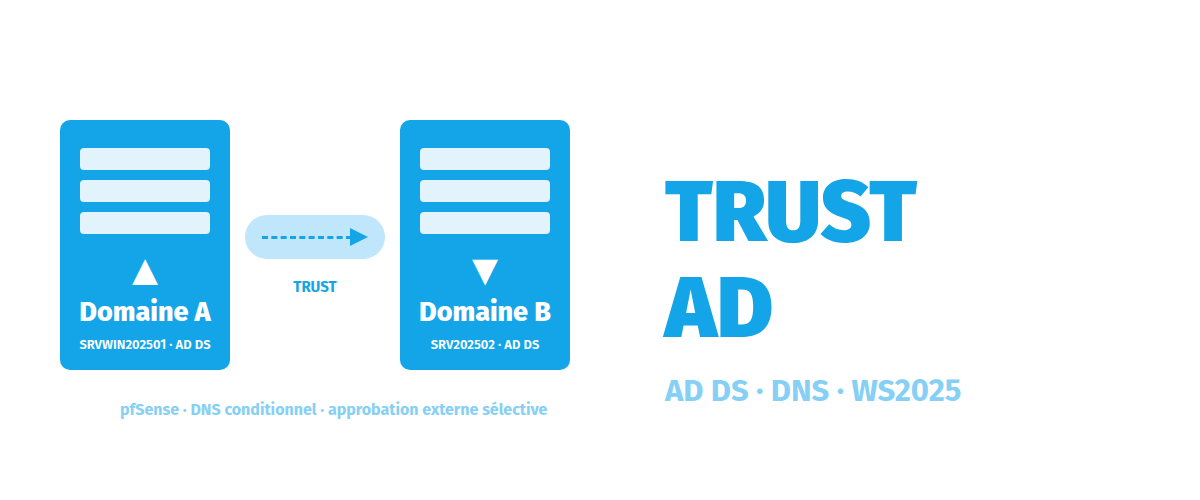 Domaine A
SRVWIN202501 · AD DS
TRUST
Domaine B
SRV202502 · AD DS
pfSense · DNS conditionnel · approbation externe sélective
TRUST
AD
AD DS · DNS · WS2025